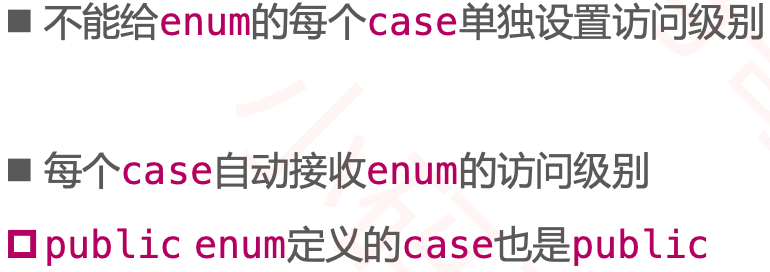 不能给enum的每个case单独设置访问级别
每个case自动接收enum的访问级别
public enum定义的case也是public